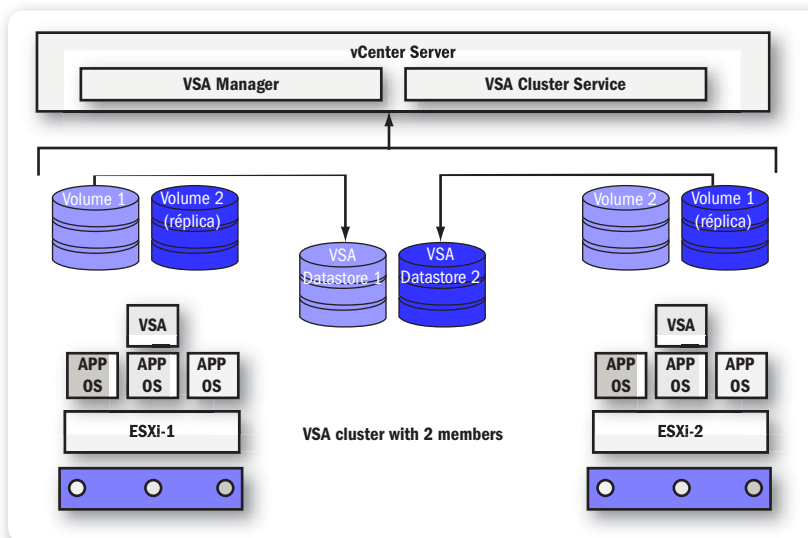 vCenter Server
VSA Manager
VSA Cluster Service
Volume 1
Volume 2
(réplica)
Volume 2
Volume 1
(réplica)
VSA
Datastore 1
VSA
Datastore 2
VSA
APP
OS
APP
OS
APP
OS
ESXi-1
VSA cluster with 2 members
VSA
APP
OS
APP
OS
APP
OS
ESXi-2